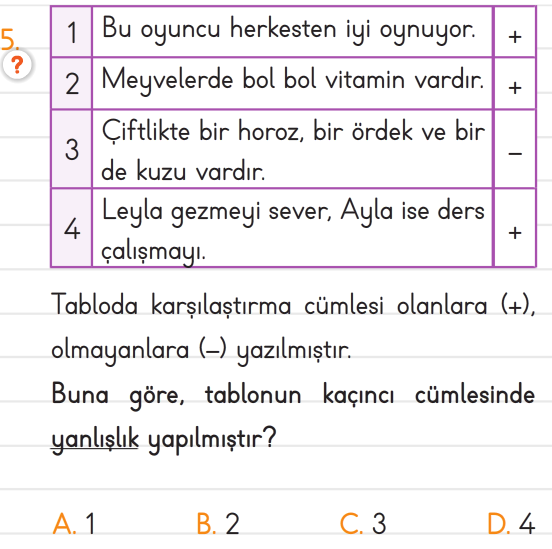 5.
?
1 Bu oyuncu herkesten iyi oynuyor. +
2 Meyvelerde bol bol vitamin vardır. +
3 Çiftlikte bir horoz, bir ördek ve bir
de kuzu vardır. –
4 Leyla gezmeyi sever, Ayla ise ders
çalışmayı. +
Tabloda karşılaştırma cümlesi olanlara (+),
olmayanlara (–) yazılmıştır.
Buna göre, tablonun kaçıncı cümlesinde
yanlışlık yapılmıştır?
A. 1 B. 2 C. 3 D. 4